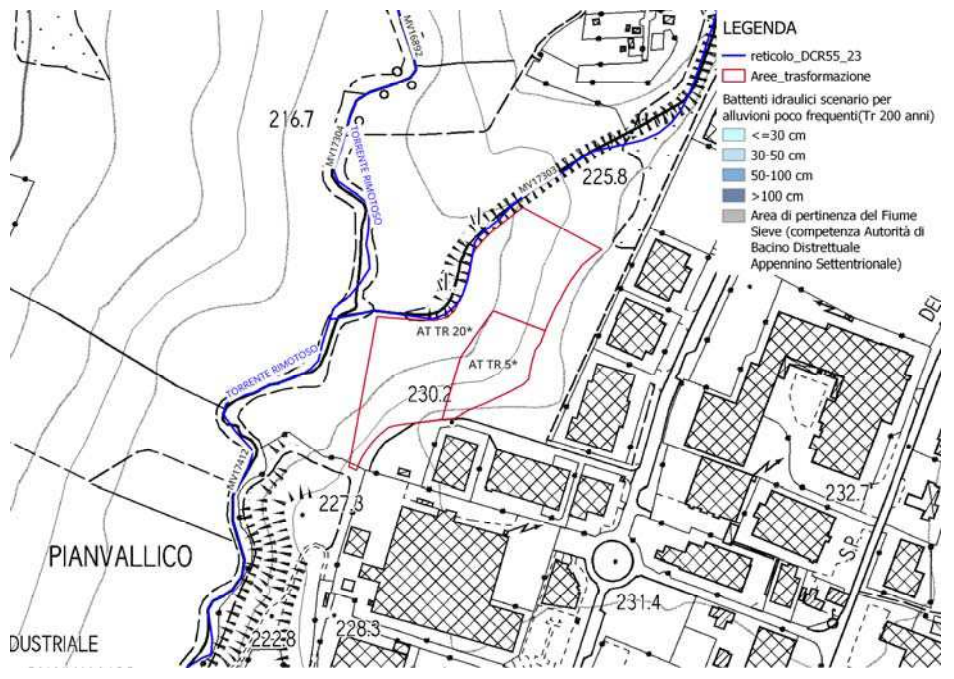 LEGENDA
reticolo_DCR55_23
Aree_trasformazione
Battenti idraulici scenario per
alluvioni poco frequenti(Tr 200 anni)
<=30 cm
30-50 cm
50-100 cm
>100 cm
Area di pertinenza del Fiume
Sieve (competenza Autorità di
Bacino Distrettuale
Appennino Settentrionale)
MV16892
216.7
MV17304
TORRENTE RIMOTOSO
MV17303
225.8
DEL
AT TR 20*
AT TR 5*
TORRENTE RIMOTOSO
230.2
MV17412
227.3
232.7
PIANVALLICO
S.P.
231.4
DUSTRIALE
222.8
228.3